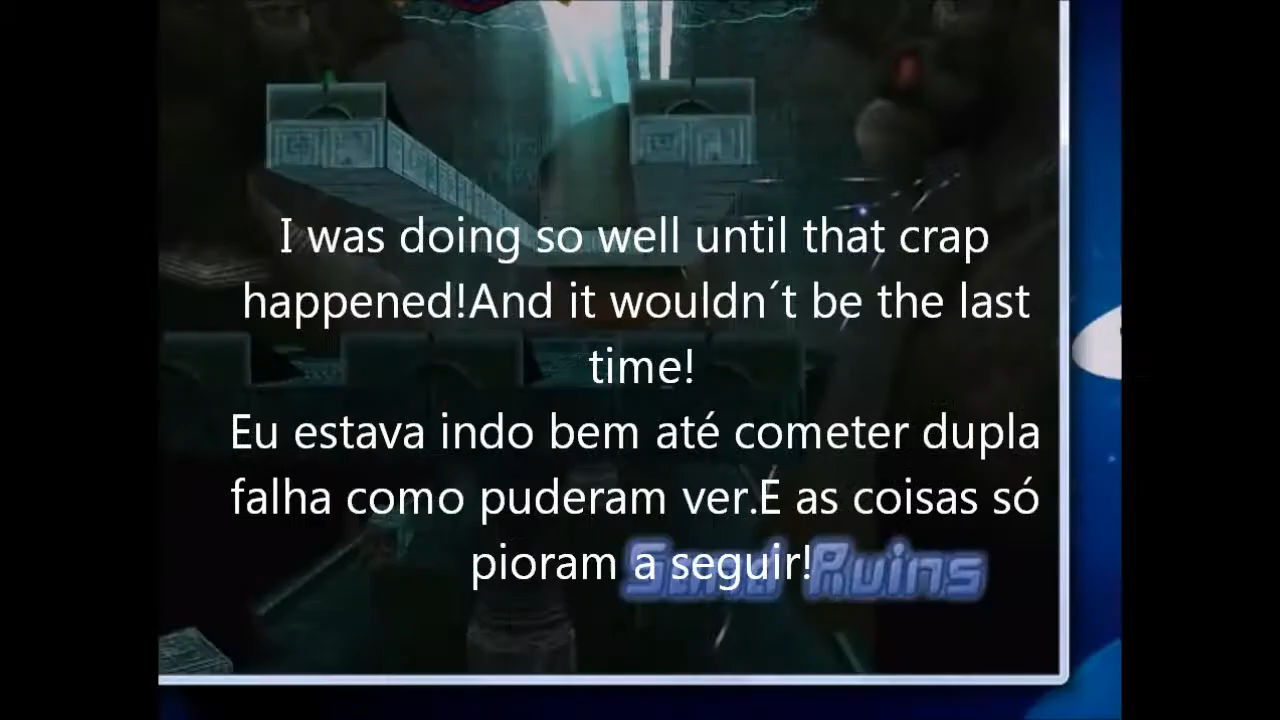 I was doing so well until that crap
happened!And it wouldn´t be the last
time!
Eu estava indo bem até cometer dupla
falha como puderam ver.E as coisas só
pioram a seguir!
Sand Ruins